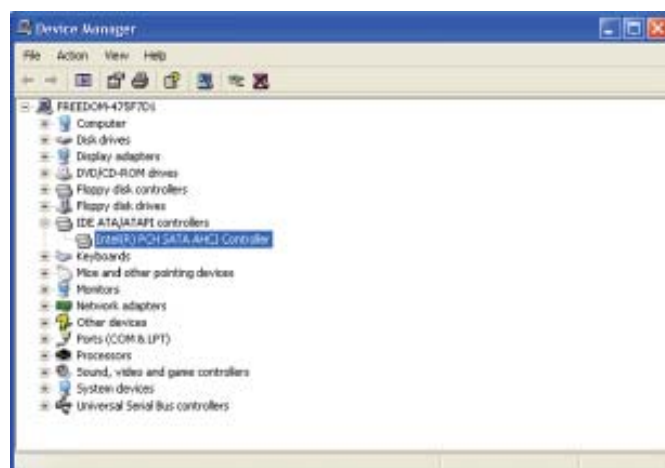 Device Manager
File Action View Help
FREEDOM-475F7D1
Computer
Disk drives
Display adapters
DVD/CD-ROM drives
Floppy disk controllers
Floppy disk drives
IDE ATA/ATAPI controllers
Intel(R) PCH SATA AHCI Controller
Keyboards
Mice and other pointing devices
Monitors
Network adapters
Other devices
Ports (COM & LPT)
Processors
Sound, video and game controllers
System devices
Universal Serial Bus controllers